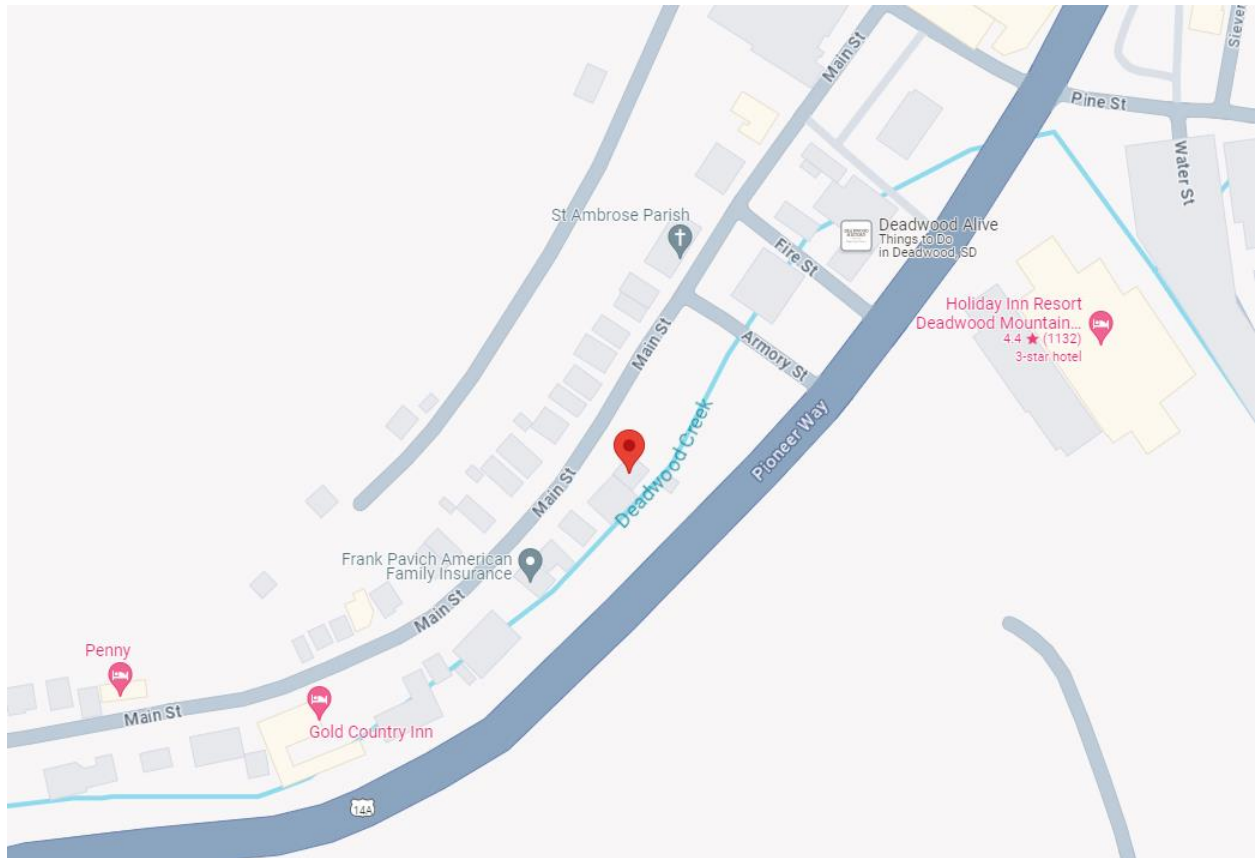 Main St
Siever
Pine St
Water St
St Ambrose Parish
Deadwood Alive
Things to Do
in Deadwood, SD
Fire St
Holiday Inn Resort
Deadwood Mountain...
4.4 ★ (1132)
3-star hotel
Main St
Armory St
Deadwood Creek
Pioneer Way
Main St
Frank Pavich American
Family Insurance
Main St
Penny
Main St
Gold Country Inn
14A